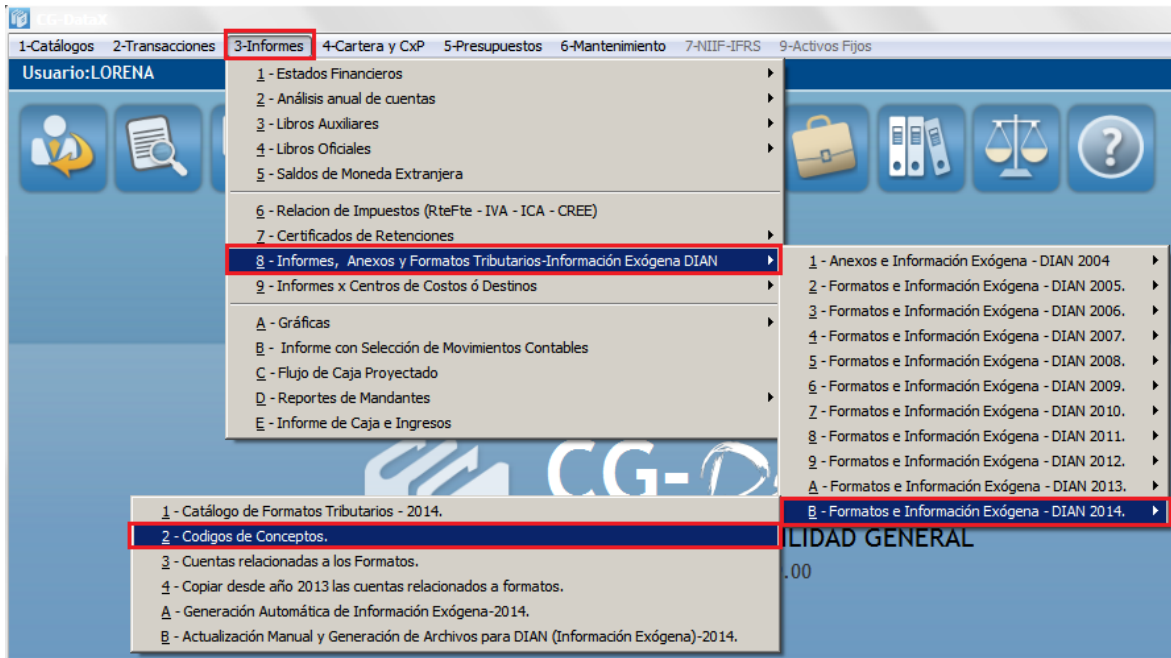 CG-DataX
1-Catálogos 2-Transacciones 3-Informes 4-Cartera y CxP 5-Presupuestos 6-Mantenimiento 7-NIIF-IFRS 9-Activos Fijos
Usuario:LORENA
1 - Estados Financieros
2 - Análisis anual de cuentas
3 - Libros Auxiliares
4 - Libros Oficiales
5 - Saldos de Moneda Extranjera
6 - Relacion de Impuestos (RteFte - IVA - ICA - CREE)
7 - Certificados de Retenciones
8 - Informes, Anexos y Formatos Tributarios-Información Exógena DIAN
9 - Informes x Centros de Costos ó Destinos
A - Gráficas
B - Informe con Selección de Movimientos Contables
C - Flujo de Caja Proyectado
D - Reportes de Mandantes
E - Informe de Caja e Ingresos
1 - Anexos e Información Exógena - DIAN 2004
2 - Formatos e Información Exógena - DIAN 2005.
3 - Formatos e Información Exógena - DIAN 2006.
4 - Formatos e Información Exógena - DIAN 2007.
5 - Formatos e Información Exógena - DIAN 2008.
6 - Formatos e Información Exógena - DIAN 2009.
7 - Formatos e Información Exógena - DIAN 2010.
8 - Formatos e Información Exógena - DIAN 2011.
9 - Formatos e Información Exógena - DIAN 2012.
A - Formatos e Información Exógena - DIAN 2013.
B - Formatos e Información Exógena - DIAN 2014.
CG-D
ILIDAD GENERAL
.00
1 - Catálogo de Formatos Tributarios - 2014.
2 - Codigos de Conceptos.
3 - Cuentas relacionadas a los Formatos.
4 - Copiar desde año 2013 las cuentas relacionados a formatos.
A - Generación Automática de Información Exógena-2014.
B - Actualización Manual y Generación de Archivos para DIAN (Información Exógena)-2014.